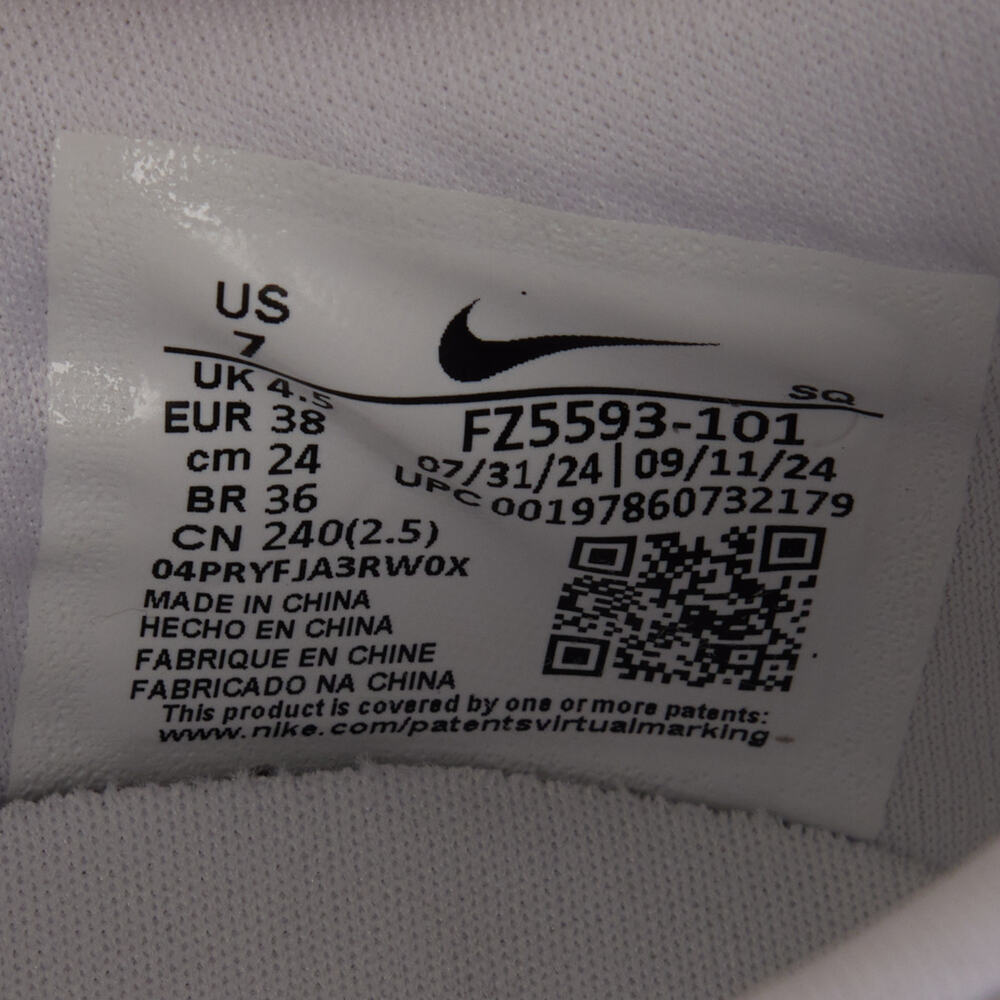 US
7
UK 4.5
EUR 38
cm 24
BR 36
CN 240(2.5)
04PRYFJA3RW0X
MADE IN CHINA
HECHO EN CHINA
FABRIQUE EN CHINE
FABRICADO NA CHINA
SQ
FZ5593-101
07/31/24 | 09/11/24
UPC 00197860732179
This product is covered by one or more patents:
www.nike.com/patentsvirtualmarking